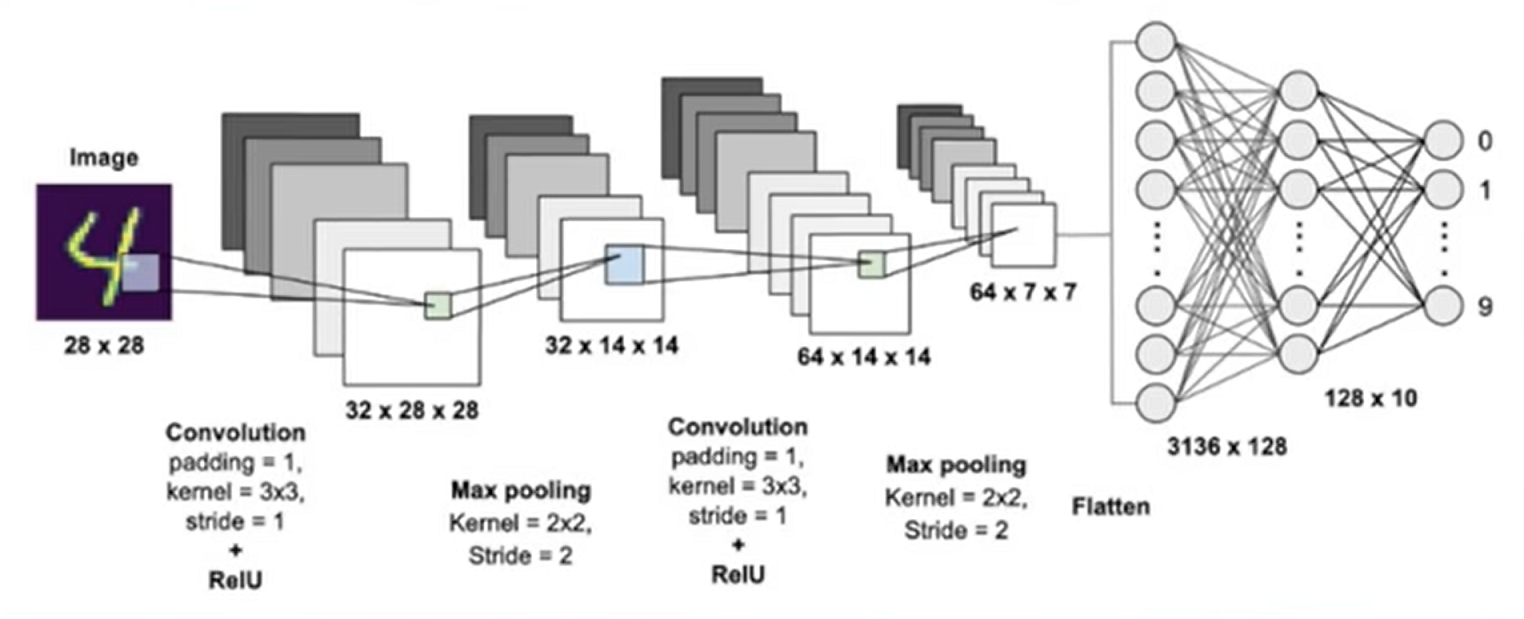 Image
28 x 28
32 x 28 x 28
Convolution
padding = 1,
kernel = 3x3,
stride = 1
+
RelU
32 x 14 x 14
Max pooling
Kernel = 2x2,
Stride = 2
64 x 14 x 14
Convolution
padding = 1,
kernel = 3x3,
stride = 1
+
RelU
64 x 7 x 7
Max pooling
Kernel = 2x2,
Stride = 2
Flatten
3136 x 128
128 x 10
0
1
9